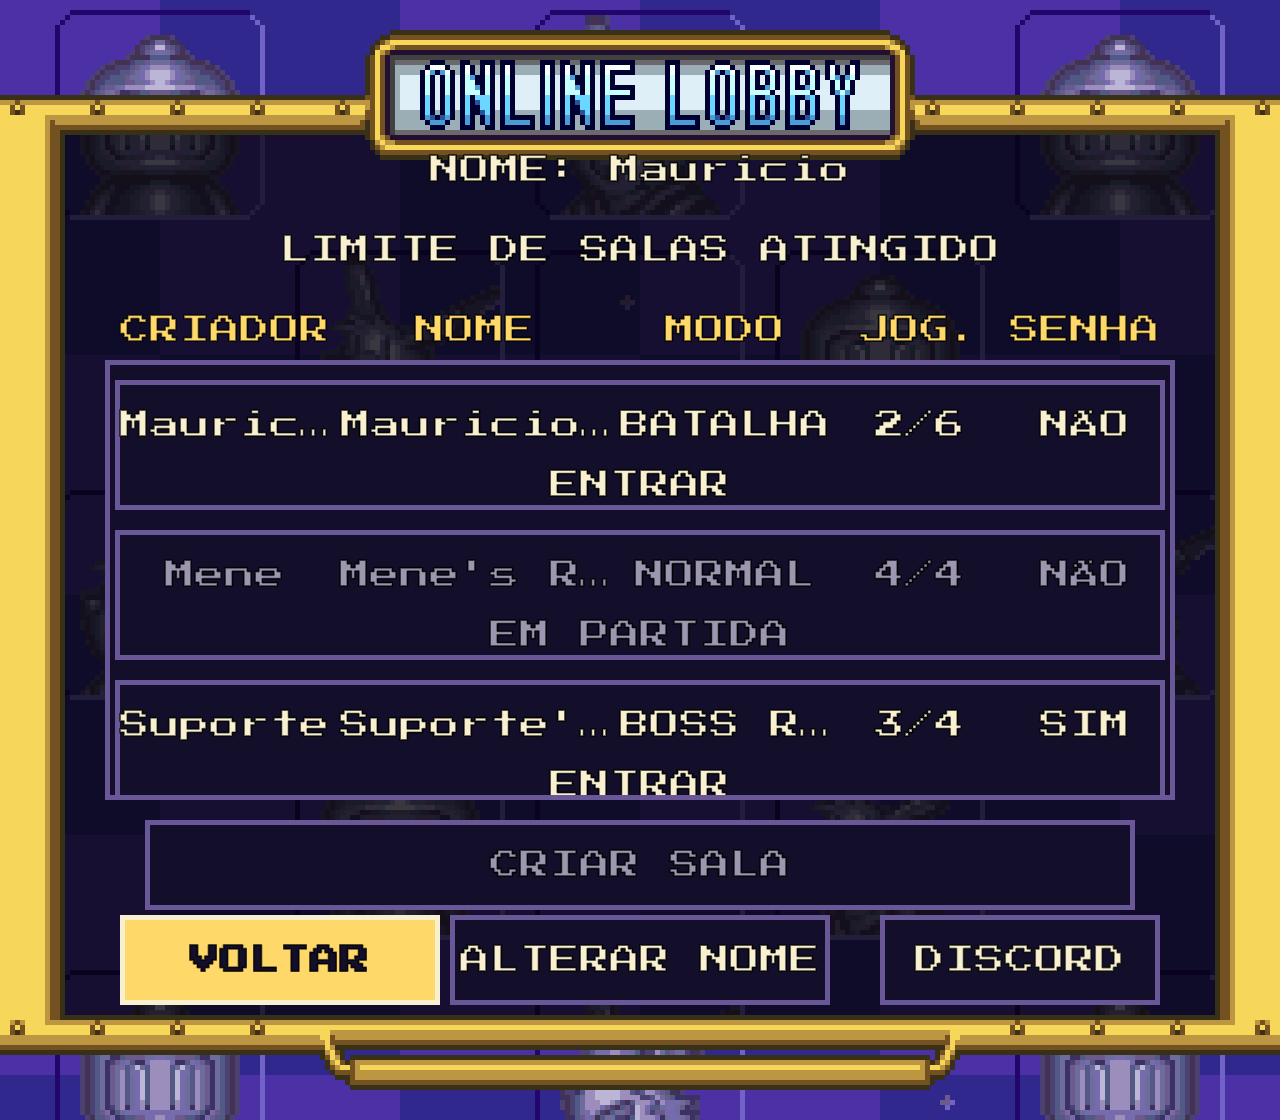 ONLINE LOBBY
NOME: Mauricio
LIMITE DE SALAS ATINGIDO
CRIADOR NOME MODO JOG. SENHA
Mauric... Mauricio... BATALHA 2/6 NÃO
ENTRAR
Mene Mene's R... NORMAL 4/4 NÃO
EM PARTIDA
Suporte Suporte'... BOSS R... 3/4 SIM
ENTRAR
CRIAR SALA
VOLTAR ALTERAR NOME DISCORD